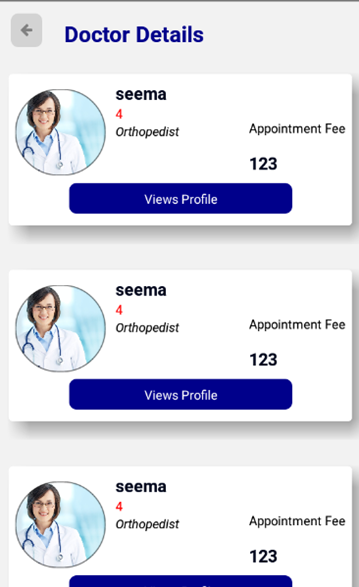 Doctor Details
seema
4
Orthopedist
Appointment Fee
123
Views Profile
seema
4
Orthopedist
Appointment Fee
123
Views Profile
seema
4
Orthopedist
Appointment Fee
123